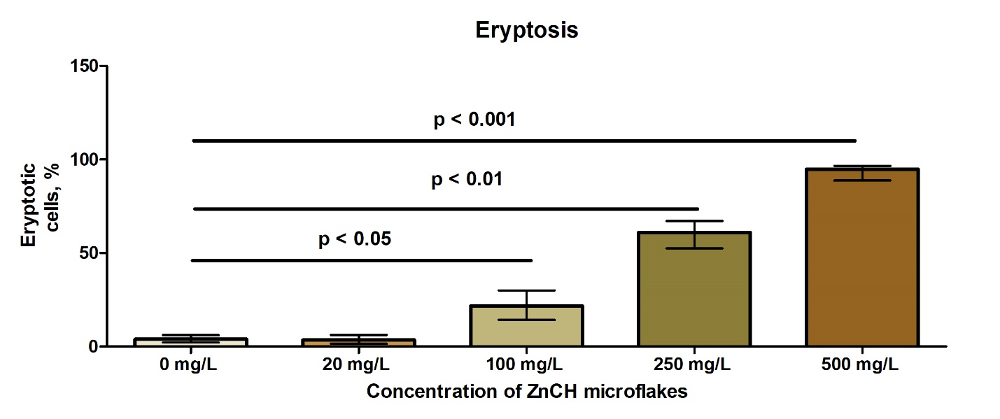 Eryptosis
150
100
50
0
Eryptotic
cells, %
p < 0.001
p < 0.01
p < 0.05
0 mg/L
20 mg/L
100 mg/L
250 mg/L
500 mg/L
Concentration of ZnCH microflakes